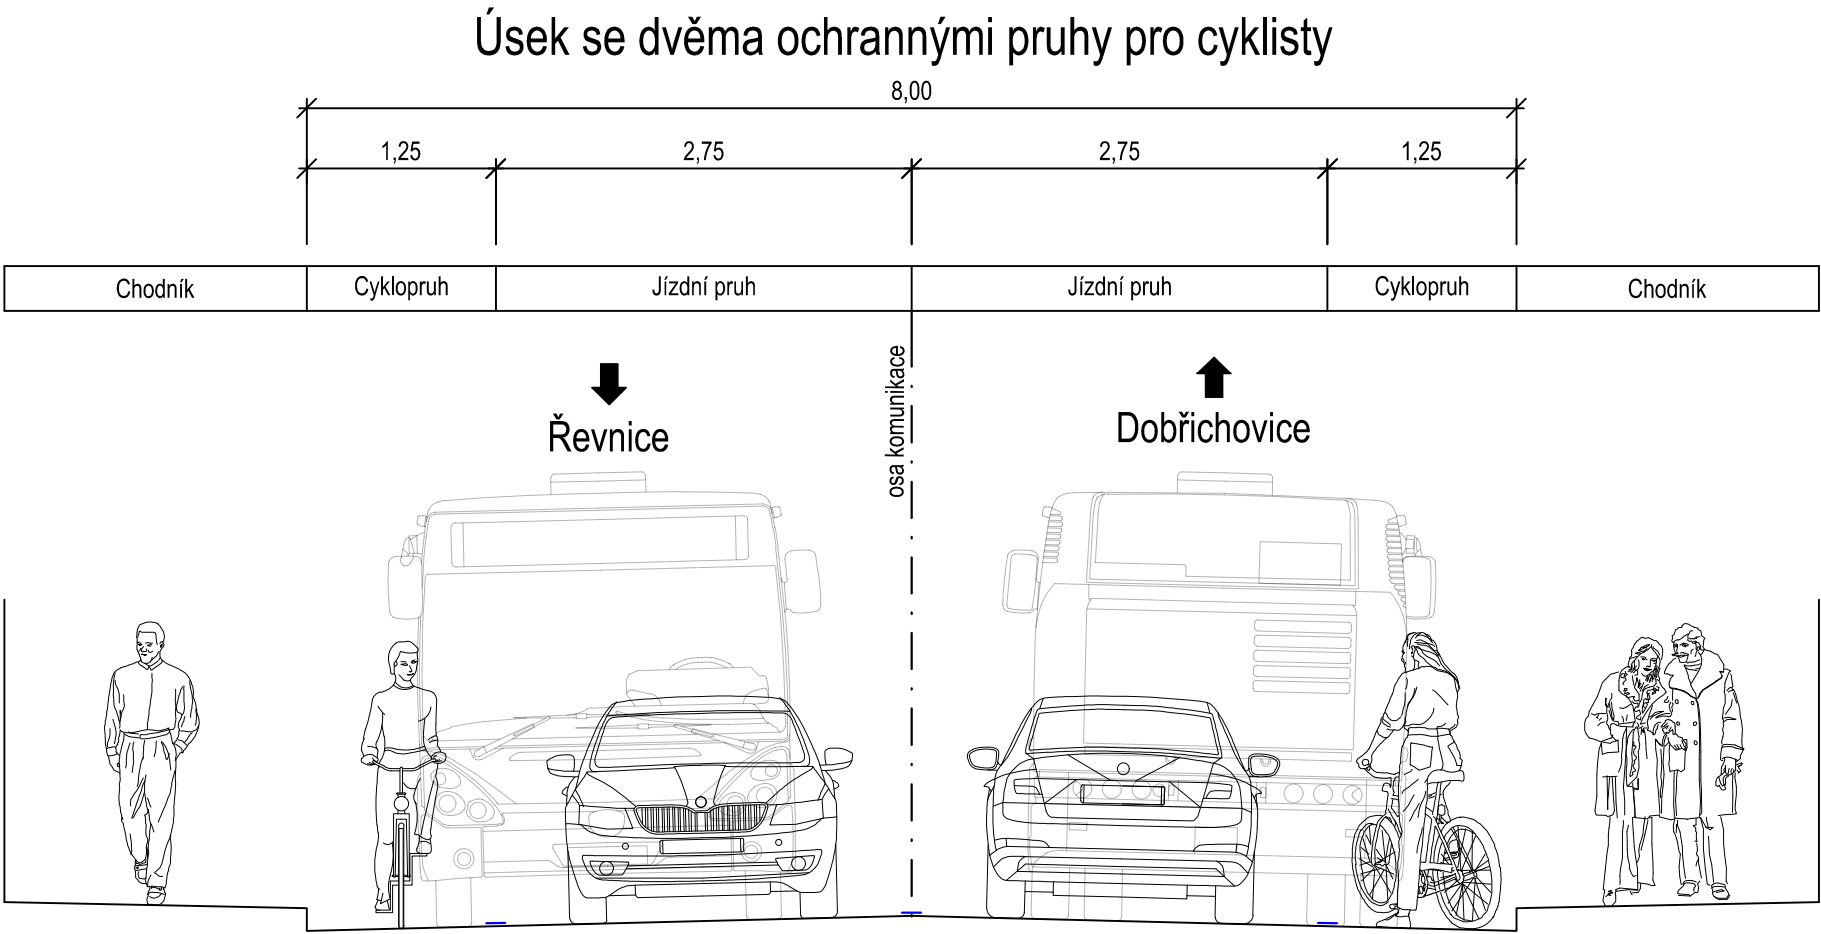 Úsek se dvěma ochrannými pruhy pro cyklisty
8,00
1,25
2,75
2,75
1,25
Chodník
Cyklopruh
Jízdní pruh
Jízdní pruh
Cyklopruh
Chodník
osa komunikace
Řevnice
Dobřichovice